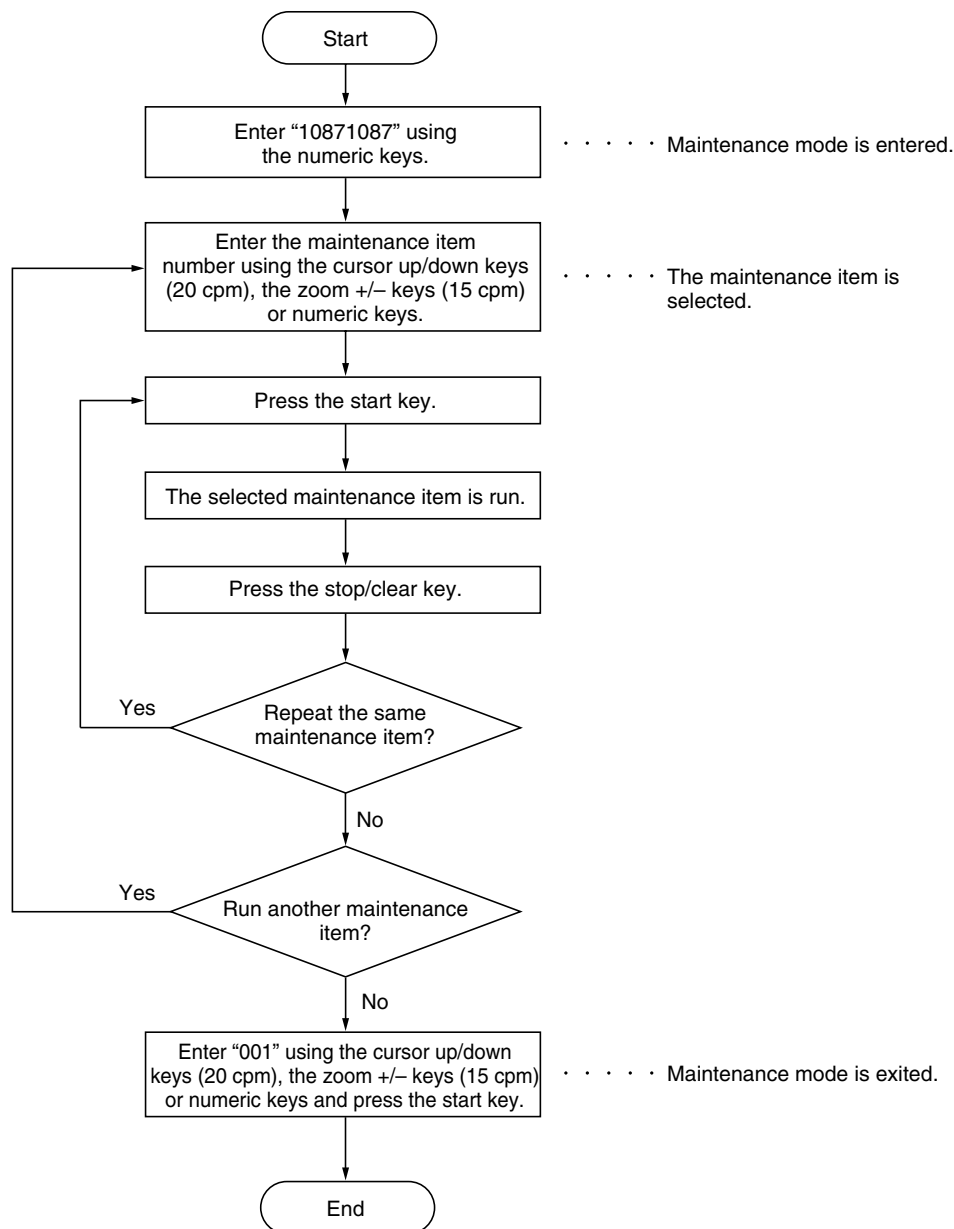 Start
Enter “10871087” using
the numeric keys.
· · · · · Maintenance mode is entered.
Enter the maintenance item
number using the cursor up/down keys
(20 cpm), the zoom +/– keys (15 cpm)
or numeric keys.
· · · · · The maintenance item is
selected.
Press the start key.
The selected maintenance item is run.
Press the stop/clear key.
Yes
Repeat the same
maintenance item?
No
Yes
Run another maintenance
item?
No
Enter “001” using the cursor up/down
keys (20 cpm), the zoom +/– keys (15 cpm)
or numeric keys and press the start key.
· · · · · Maintenance mode is exited.
End